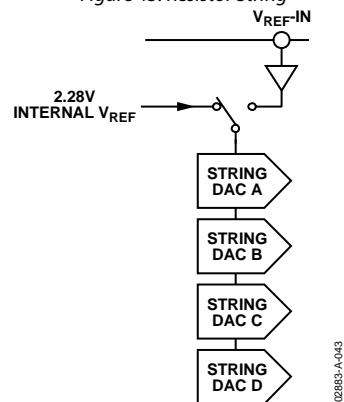 Figure 43. Resistor String
VREF-IN
2.28V
INTERNAL VREF
STRING
DAC A
STRING
DAC B
STRING
DAC C
STRING
DAC D
02883-A-043